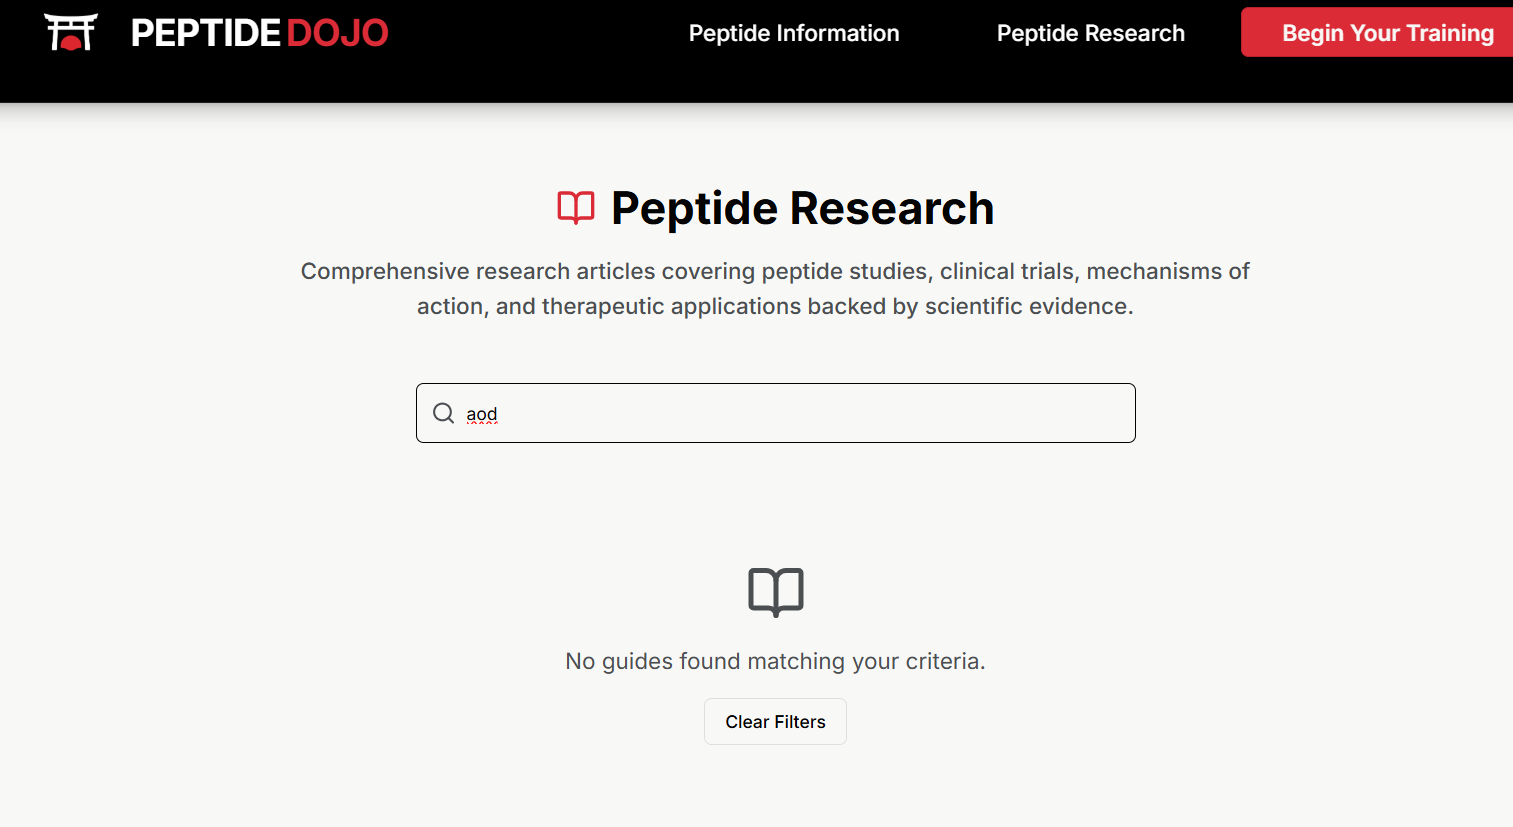 PEPTIDE DOJO
Peptide Information
Peptide Research
Begin Your Training
Peptide Research
Comprehensive research articles covering peptide studies, clinical trials, mechanisms of
action, and therapeutic applications backed by scientific evidence.
aod
No guides found matching your criteria.
Clear Filters